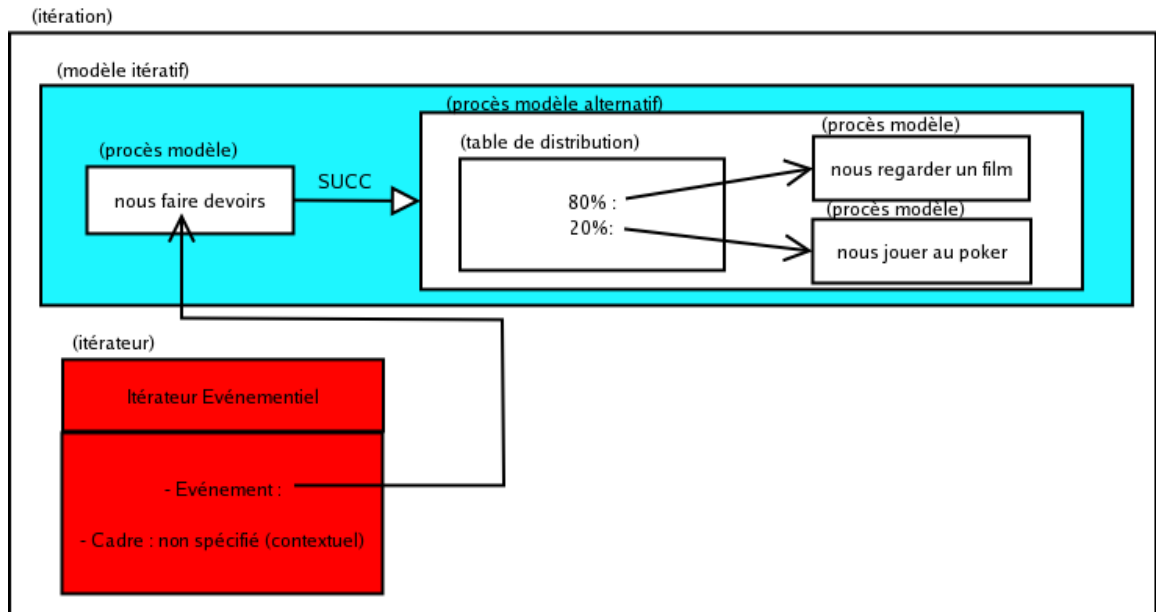 (itération)
(modèle itératif)
(procès modèle alternatif)
(procès modèle)
(table de distribution)
(procès modèle)
nous faire devoirs
SUCC
80% :
20%:
nous regarder un film
(procès modèle)
nous jouer au poker
(itérateur)
Itérateur Evénementiel
- Evénement :
- Cadre : non spécifié (contextuel)